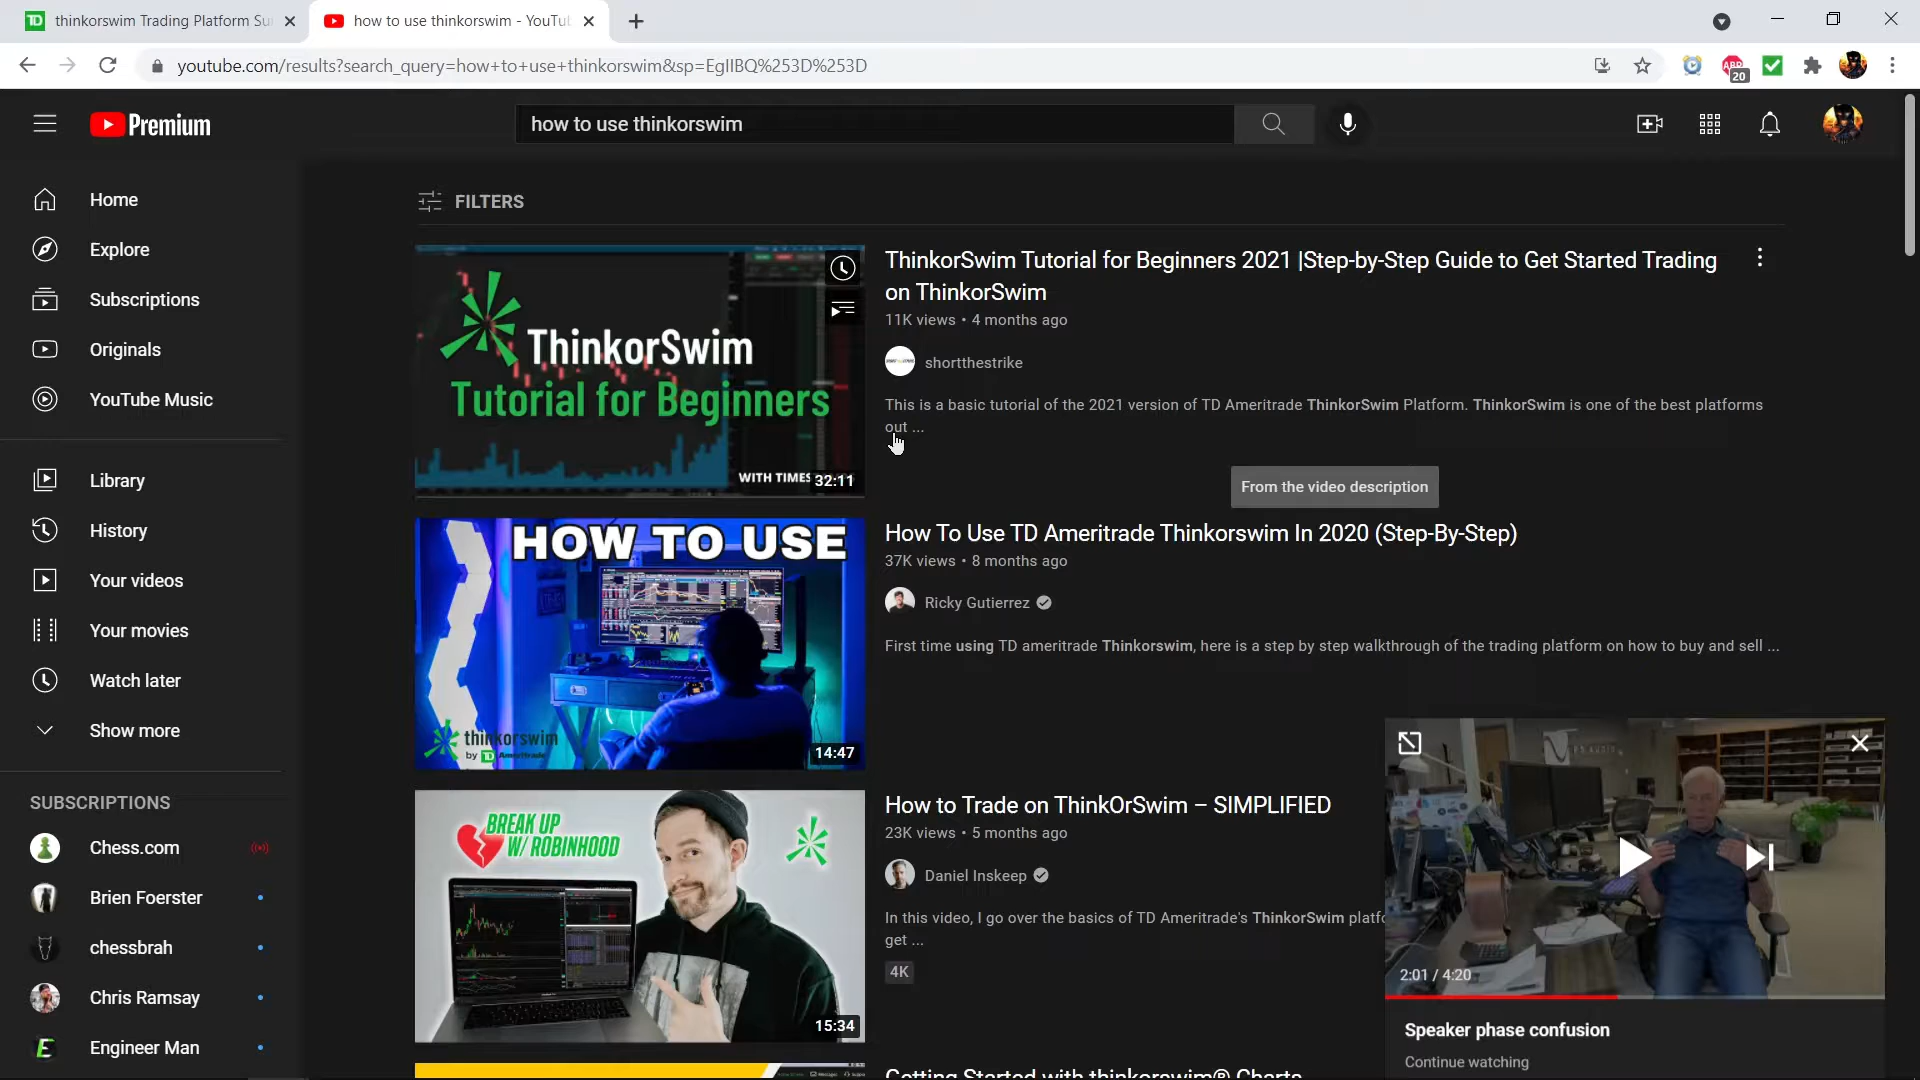 thinkorswim Trading Platform Su
how to use thinkorswim - YouTu
youtube.com/results?search_query=how+to+use+thinkorswim&sp=EgIIBQ%253D%253D
20
Premium
how to use thinkorswim
Home
Explore
Subscriptions
Originals
YouTube Music
Library
History
Your videos
Your movies
Watch later
Show more
SUBSCRIPTIONS
Chess.com
Brien Foerster
chessbrah
Chris Ramsay
Engineer Man
FILTERS
ThinkorSwim
Tutorial for Beginners
WITH TIMES
32:11
ThinkorSwim Tutorial for Beginners 2021 |Step-by-Step Guide to Get Started Trading
on ThinkorSwim
11K views • 4 months ago
shortthestrike
This is a basic tutorial of the 2021 version of TD Ameritrade ThinkorSwim Platform. ThinkorSwim is one of the best platforms
out ...
From the video description
HOW TO USE
thinkorswim
by TD Ameritrade
14:47
How To Use TD Ameritrade Thinkorswim In 2020 (Step-By-Step)
37K views • 8 months ago
Ricky Gutierrez
First time using TD ameritrade Thinkorswim, here is a step by step walkthrough of the trading platform on how to buy and sell ...
BREAK UP
W/ ROBINHOOD
15:34
How to Trade on ThinkOrSwim – SIMPLIFIED
23K views • 5 months ago
Daniel Inskeep
In this video, I go over the basics of TD Ameritrade's ThinkorSwim platfo
get ...
4K
Getting Started with thinkorswim® Charts
2:01 / 4:20
Speaker phase confusion
Continue watching